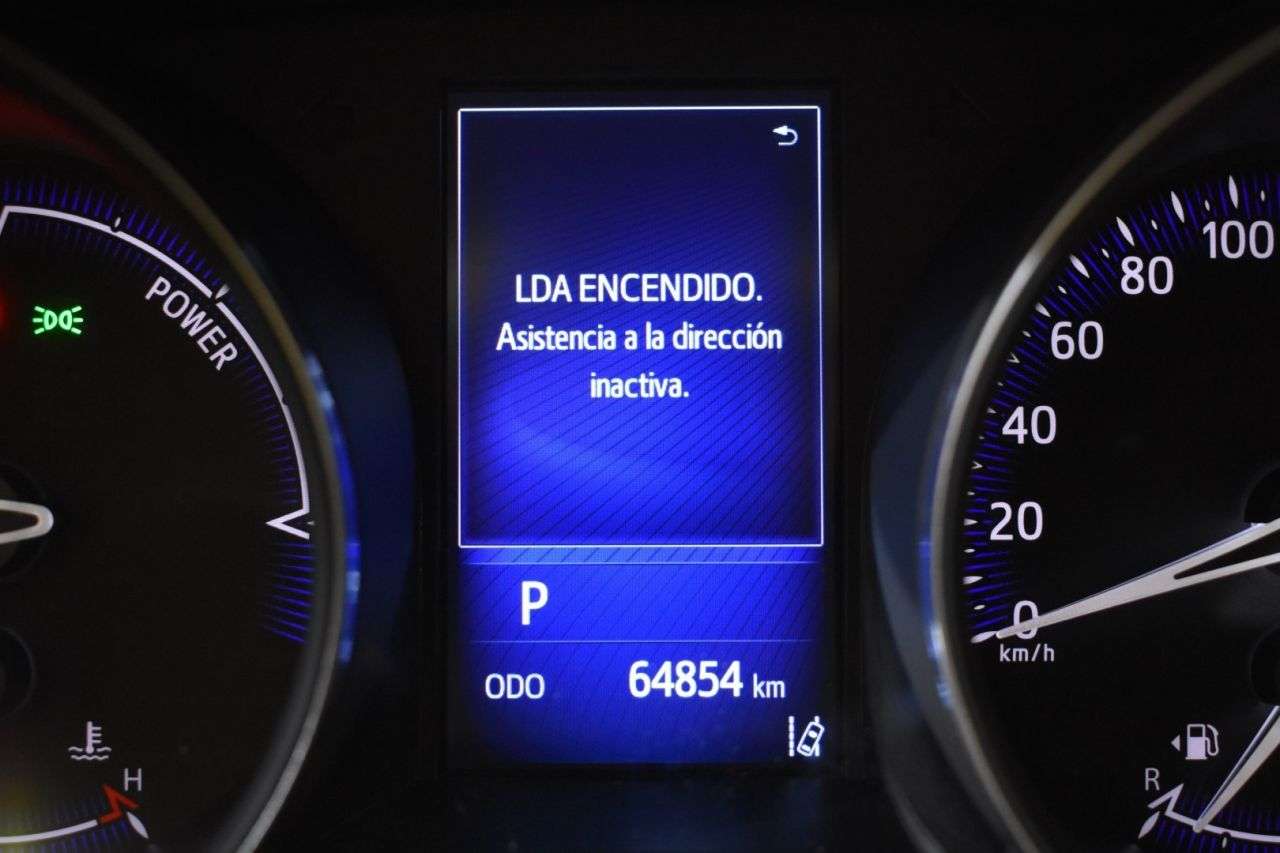 POWER
H
LDA ENCENDIDO.
Asistencia a la dirección
inactiva.
P
ODO 64854 km
100
80
60
40
20
0
km/h
R